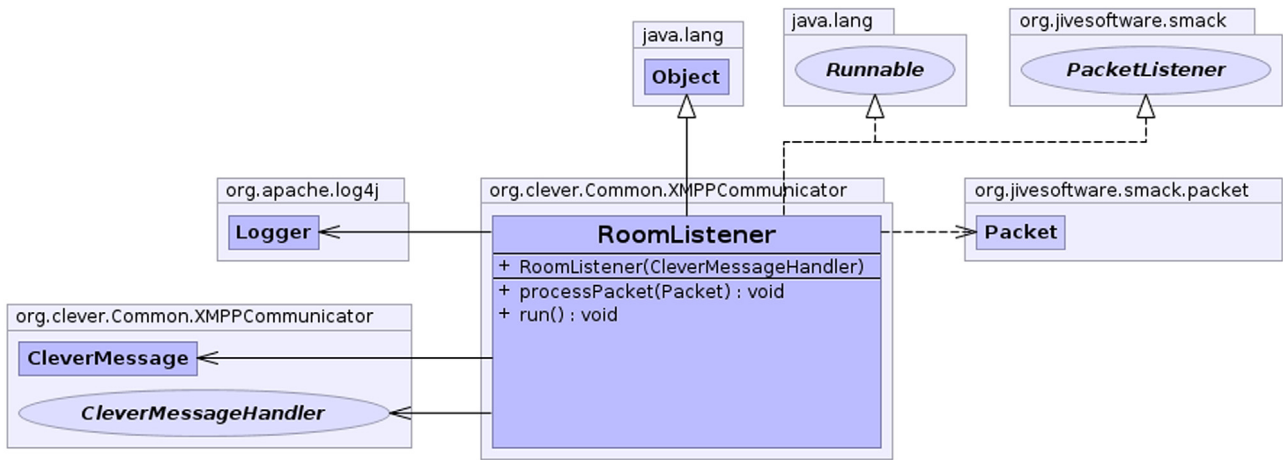 java.lang
Object
java.lang
Runnable
org.jivesoftware.smack
PacketListener
org.apache.log4j
Logger
org.clever.Common.XMPPCommunicator
RoomListener
+ RoomListener(CleverMessageHandler)
+ processPacket(Packet) : void
+ run() : void
org.jivesoftware.smack.packet
Packet
org.clever.Common.XMPPCommunicator
CleverMessage
CleverMessageHandler